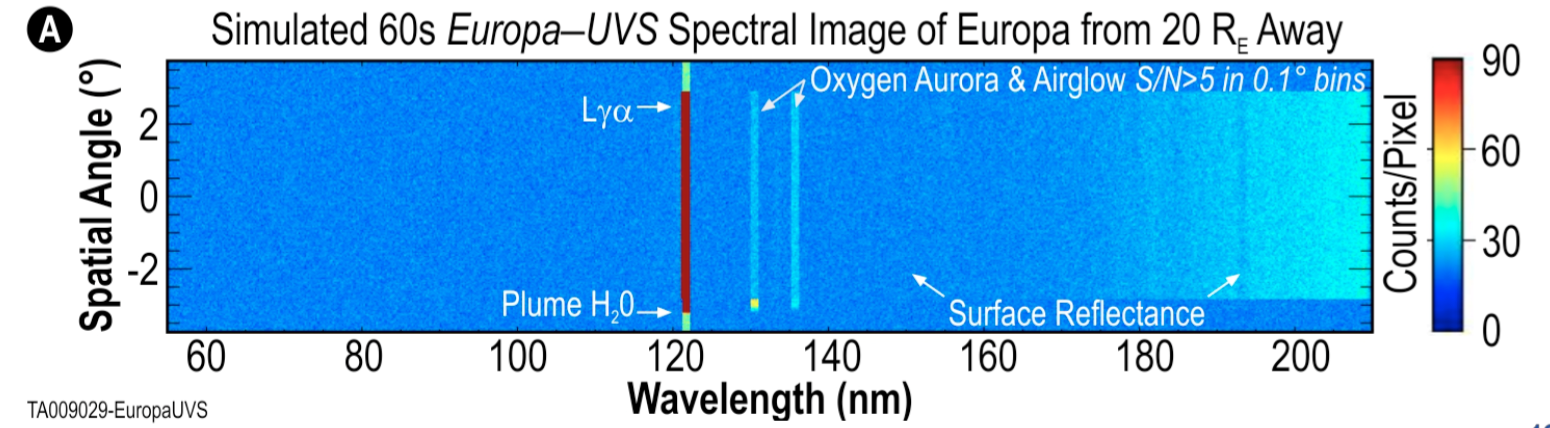 A
Simulated 60s Europa–UVS Spectral Image of Europa from 20 RE Away
Spatial Angle (°)
2
0
-2
Lγα
Oxygen Aurora & Airglow S/N>5 in 0.1° bins
Plume H20
Surface Reflectance
60 80 100 120 140 160 180 200
Wavelength (nm)
Counts/Pixel
90
60
30
0
TA009029-EuropaUVS